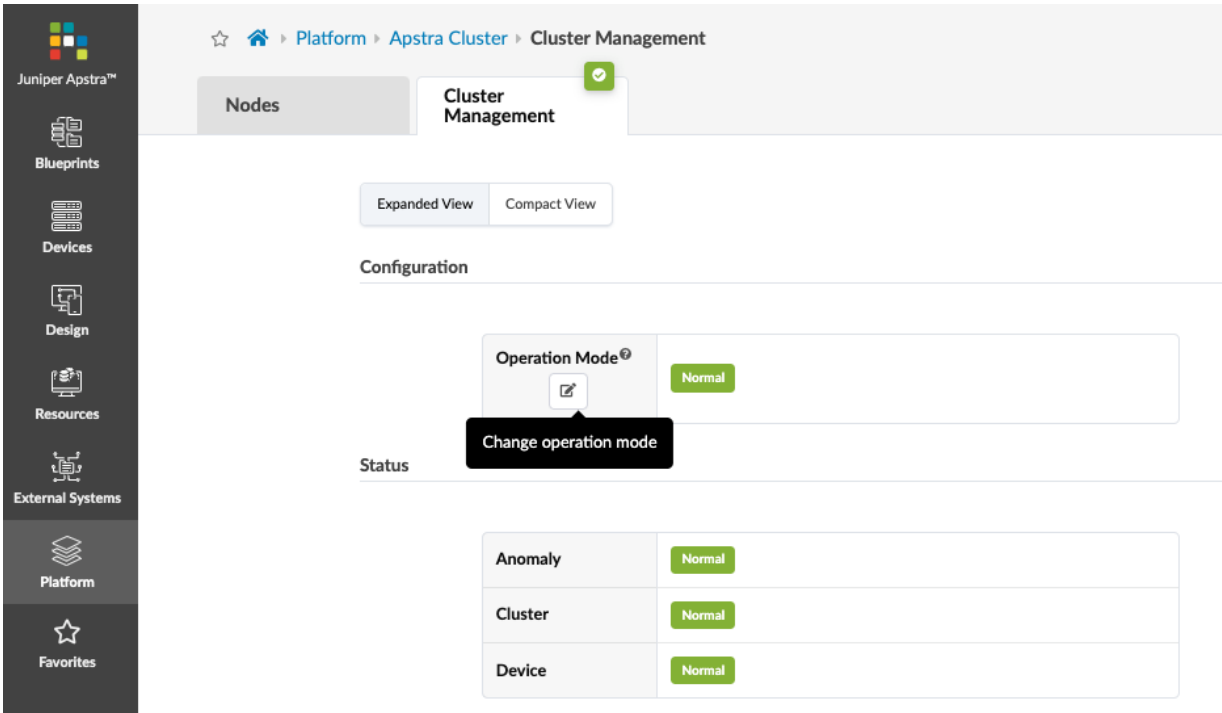 Juniper Apstra™
Blueprints
Devices
Design
Resources
External Systems
Platform
Favorites
Platform Apstra Cluster Cluster Management
Nodes
Cluster
Management
Expanded View Compact View
Configuration
Operation Mode
Normal
Change operation mode
Status
Anomaly Normal
Cluster Normal
Device Normal